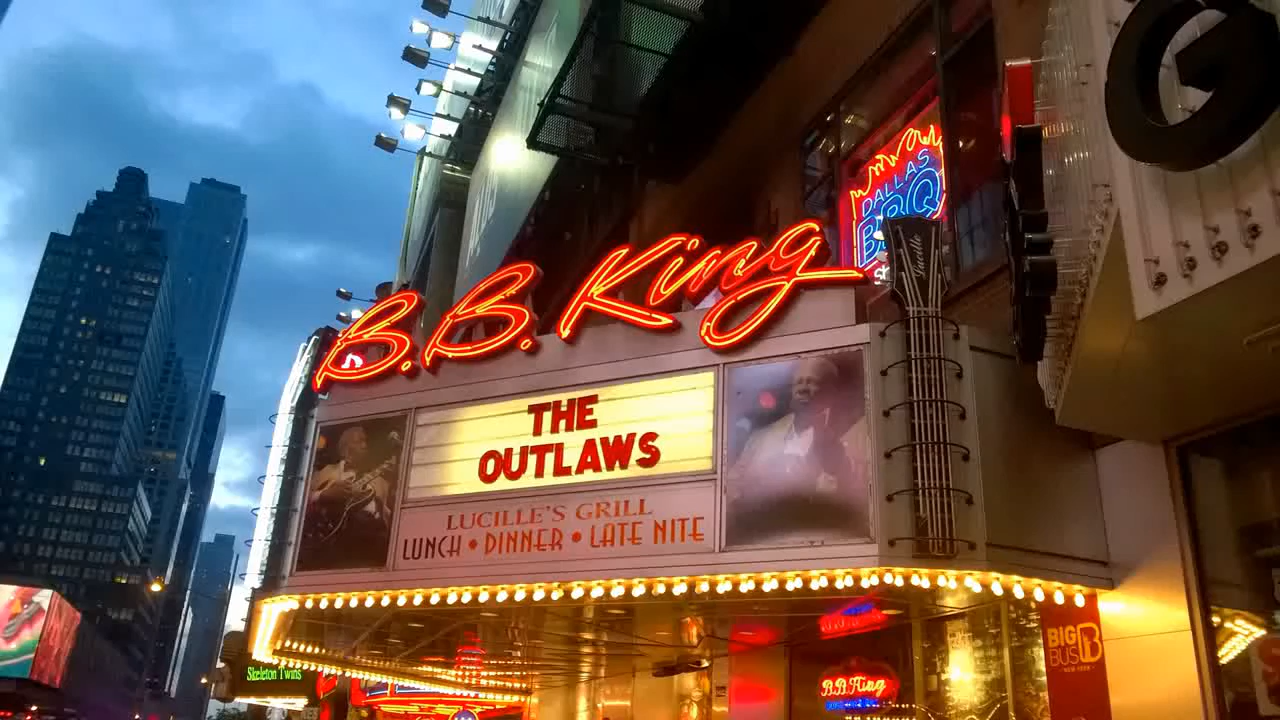 G
DALLAS
BBQ
Lucille
B.B. King
THE
OUTLAWS
LUCILLE'S GRILL
LUNCH • DINNER • LATE NITE
BIG
BUS
NEW YORK
Skeleton Twins
B.B. King